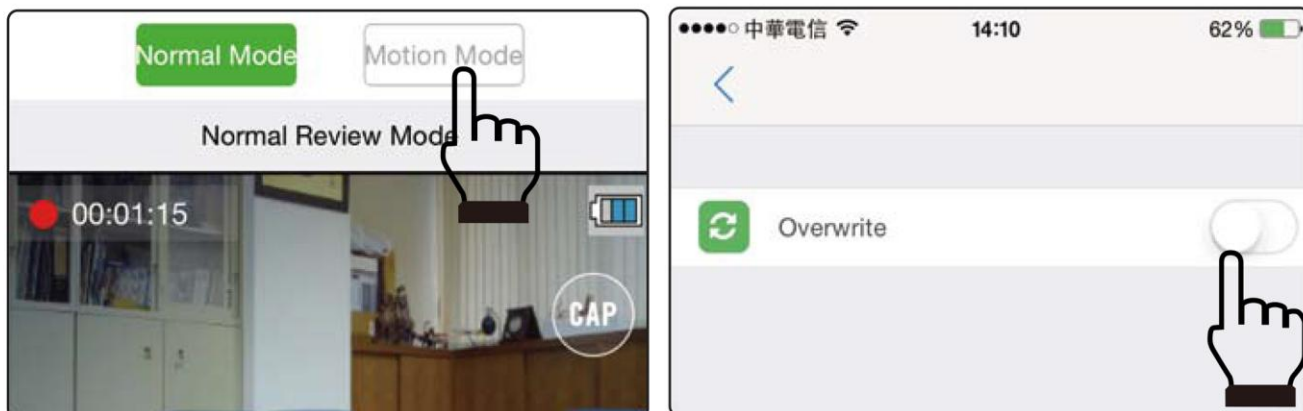 Normal Mode
Motion Mode
Normal Review Mode
00:01:15
CAP
中華電信
14:10
62%
Overwrite